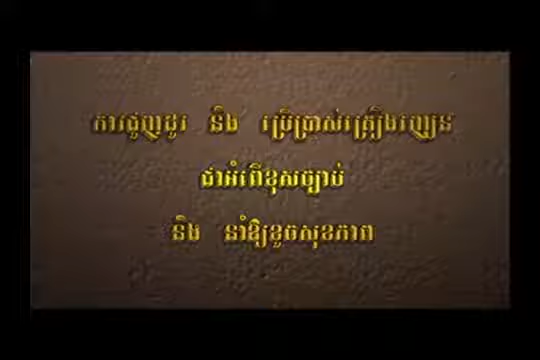 ការជួញដូរ និង ប្រើប្រាស់គ្រឿងញៀន
ជាអំពើខុសច្បាប់
និង នាំឱ្យខូចសុខភាព